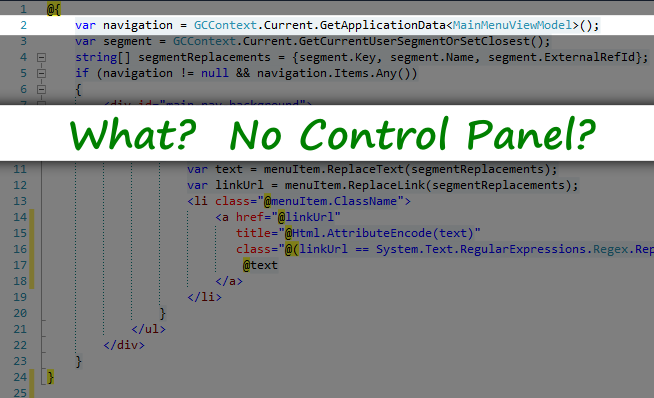 1 @{
2 var navigation = GCContext.Current.GetApplicationData<MainMenuViewModel>();
3 var segment = GCContext.Current.GetCurrentUserSegmentOrSetClosest();
4 string[] segmentReplacements = {segment.Key, segment.Name, segment.ExternalRefId};
5 if (navigation != null && navigation.Items.Any())
6 {
7 <div id="main-nav-background">
What? No Control Panel?
11 var text = menuItem.ReplaceText(segmentReplacements);
12 var linkUrl = menuItem.ReplaceLink(segmentReplacements);
13 <li class="@menuItem.ClassName">
14 <a href="@linkUrl"
15 title="@Html.AttributeEncode(text)"
16 class="@(linkUrl == System.Text.RegularExpressions.Regex.Rep
17 @text
18 </a>
19 </li>
20 }
21 </ul>
22 </div>
23 }
24 }
25